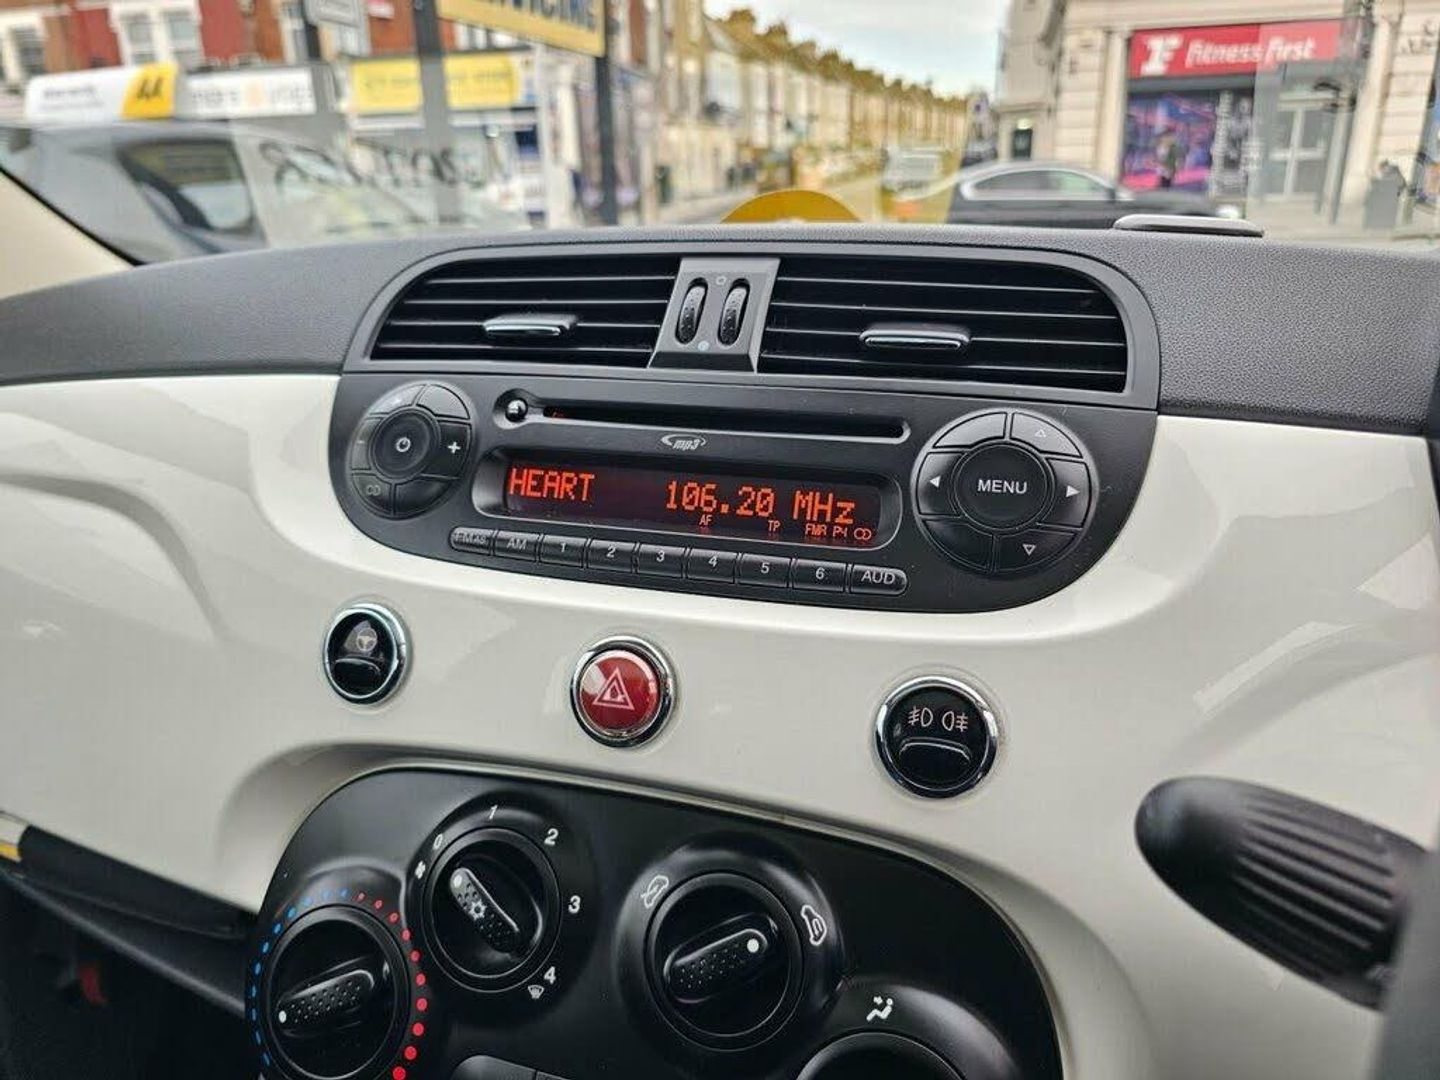 AA
Fitness First
mp3
HEART 106.20 MHz
AF TP FMR P4
FM AS AM 1 2 3 4 5 6 AUD
MENU
0 1 2 3 4